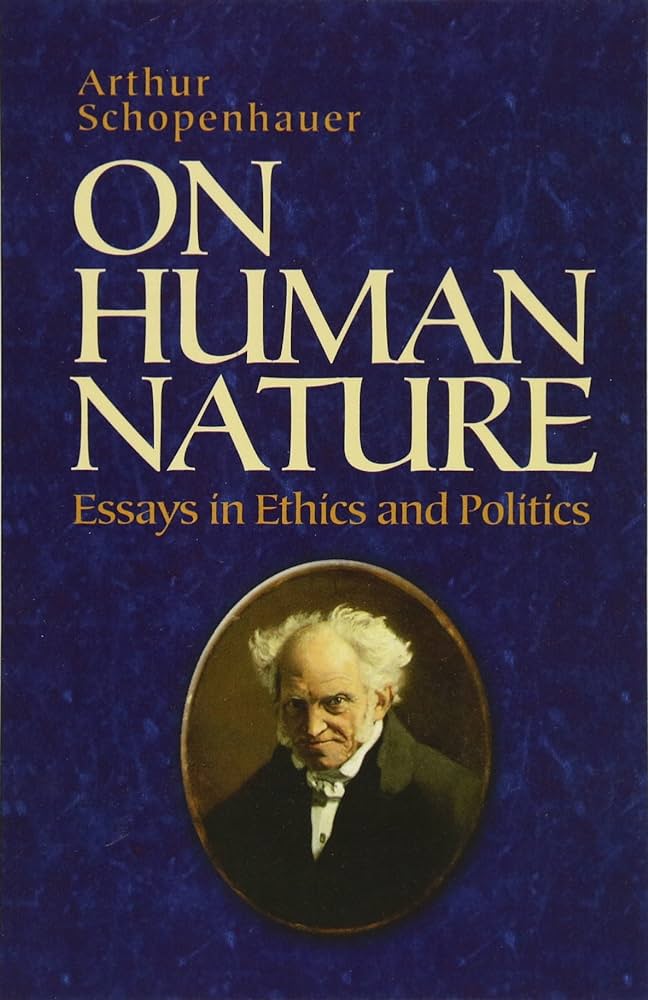 Arthur
Schopenhauer
ON
HUMAN
NATURE
Essays in Ethics and Politics